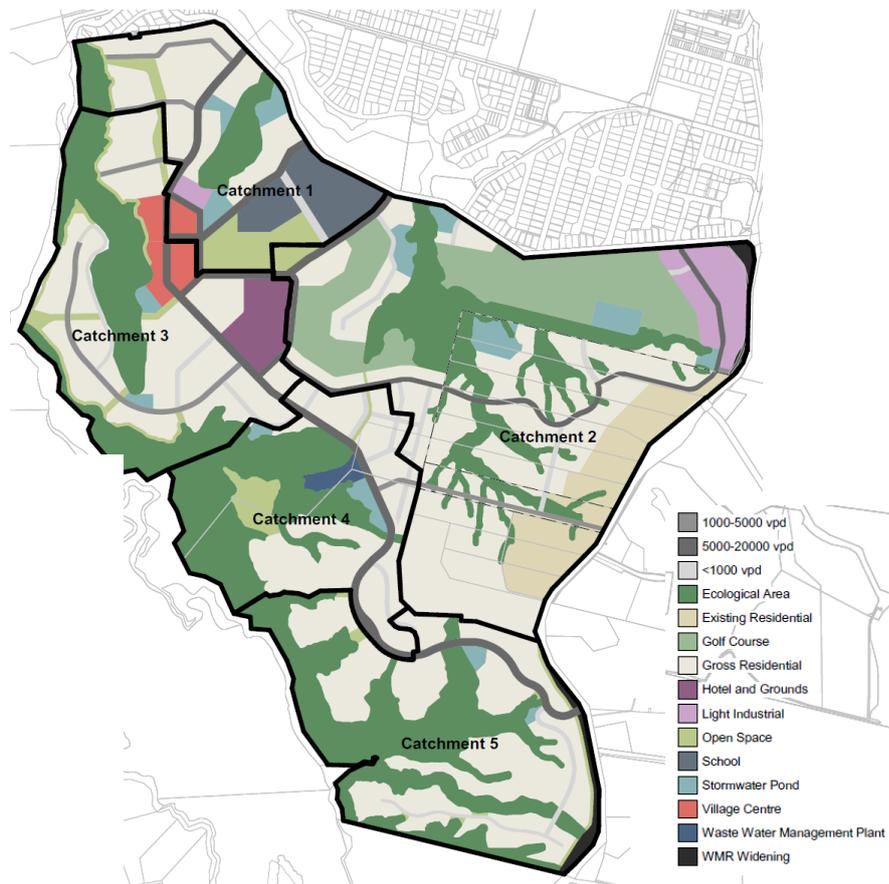 Catchment 1
Catchment 3
Catchment 2
Catchment 4
Catchment 5
1000-5000 vpd
5000-20000 vpd
<1000 vpd
Ecological Area
Existing Residential
Golf Course
Gross Residential
Hotel and Grounds
Light Industrial
Open Space
School
Stormwater Pond
Village Centre
Waste Water Management Plant
WMR Widening